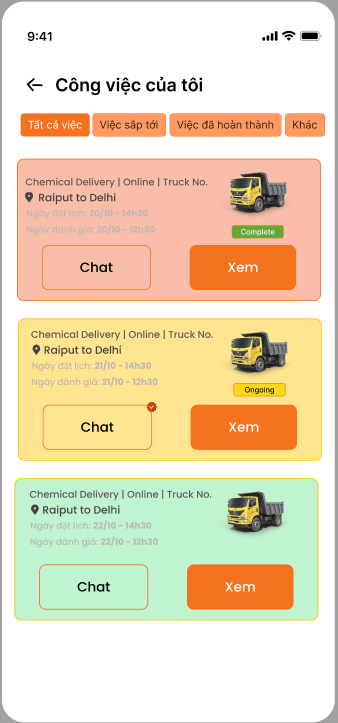 9:41
Công việc của tôi
Tất cả việc
Việc sắp tới
Việc đã hoàn thành
Khác
Chemical Delivery | Online | Truck No.
Raiput to Delhi
Ngày đặt lịch: 20/10 - 14h30
Ngày đánh giá: 20/10 - 12h30
Complete
Chat
Xem
Chemical Delivery | Online | Truck No.
Raiput to Delhi
Ngày đặt lịch: 21/10 - 14h30
Ngày đánh giá: 21/10 - 12h30
Ongoing
Chat
Xem
Chemical Delivery | Online | Truck No.
Raiput to Delhi
Ngày đặt lịch: 22/10 - 14h30
Ngày đánh giá: 22/10 - 12h30
Chat
Xem